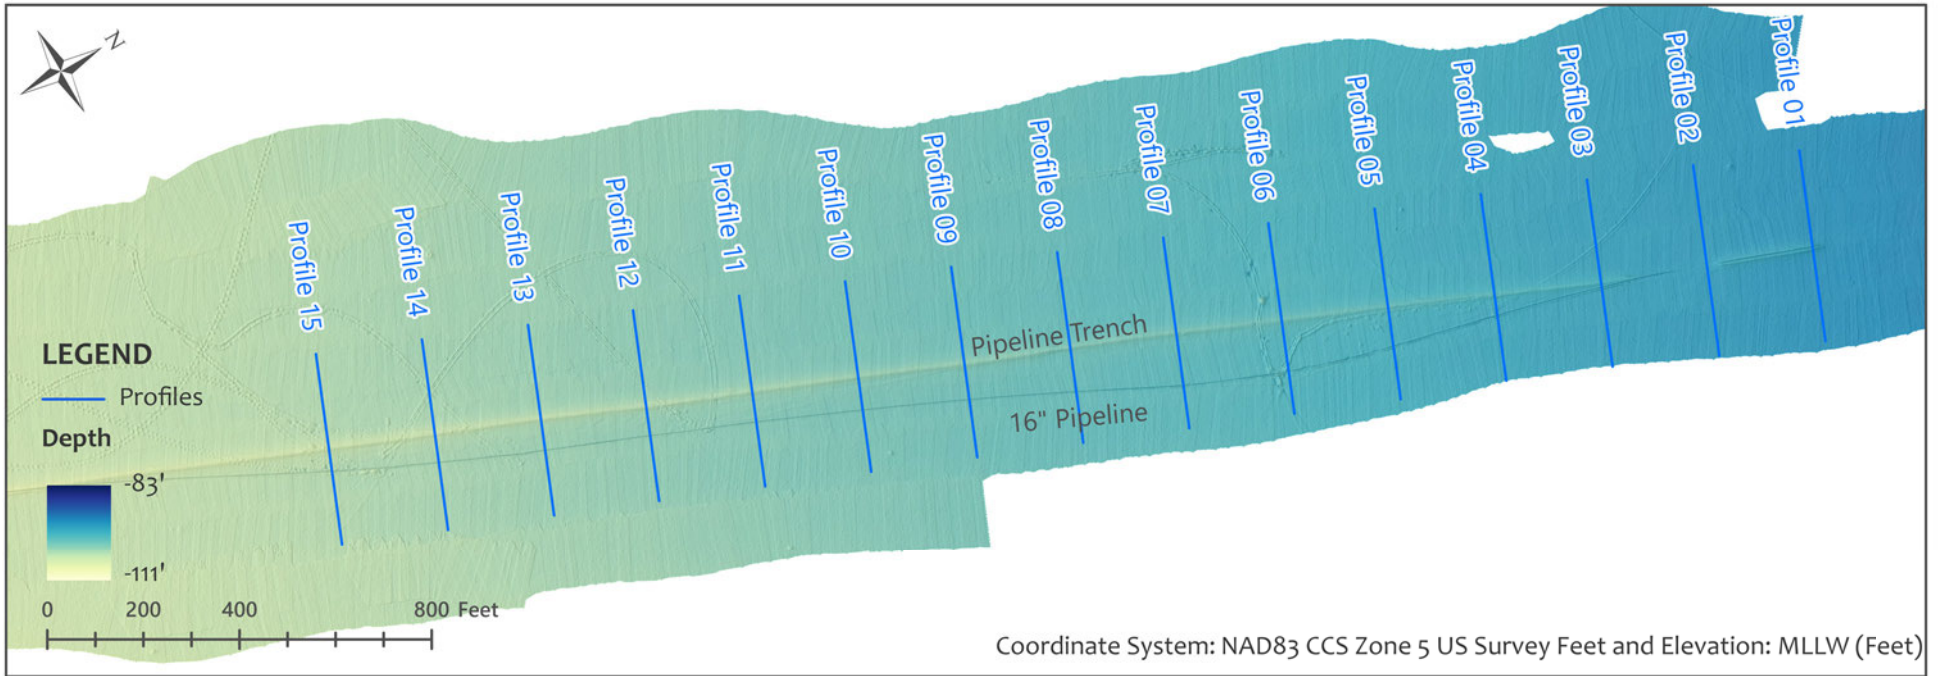 N
Profile 01
Profile 02
Profile 03
Profile 04
Profile 05
Profile 06
Profile 07
Profile 08
Profile 09
Profile 10
Profile 11
Profile 12
Profile 13
Profile 14
Profile 15
Pipeline Trench
16" Pipeline
LEGEND
Profiles
Depth
-83'
-111'
0 200 400 800 Feet
Coordinate System: NAD83 CCS Zone 5 US Survey Feet and Elevation: MLLW (Feet)